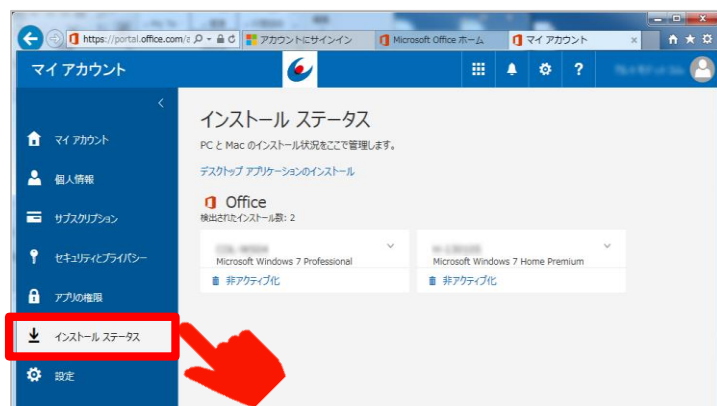 https://portal.office.com/a
アカウントにサインイン
Microsoft Office ホーム
マイ アカウント
マイ アカウント
?
インストール ステータス
PC と Mac のインストール状況をここで管理します。
デスクトップ アプリケーションのインストール
Office
検出されたインストール数: 2
Microsoft Windows 7 Professional
非アクティブ化
Microsoft Windows 7 Home Premium
非アクティブ化
マイ アカウント
個人情報
サブスクリプション
セキュリティとプライバシー
アプリの権限
インストール ステータス
設定